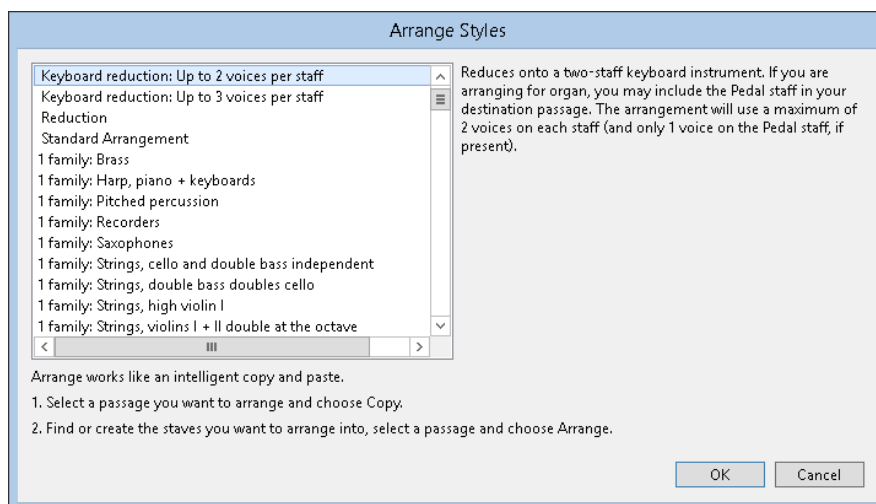 Arrange Styles
Keyboard reduction: Up to 2 voices per staff
Keyboard reduction: Up to 3 voices per staff
Reduction
Standard Arrangement
1 family: Brass
1 family: Harp, piano + keyboards
1 family: Pitched percussion
1 family: Recorders
1 family: Saxophones
1 family: Strings, cello and double bass independent
1 family: Strings, double bass doubles cello
1 family: Strings, high violin I
1 family: Strings, violins I + II double at the octave
Reduces onto a two-staff keyboard instrument. If you are
arranging for organ, you may include the Pedal staff in your
destination passage. The arrangement will use a maximum of
2 voices on each staff (and only 1 voice on the Pedal staff, if
present).
Arrange works like an intelligent copy and paste.
1. Select a passage you want to arrange and choose Copy.
2. Find or create the staves you want to arrange into, select a passage and choose Arrange.
OK
Cancel